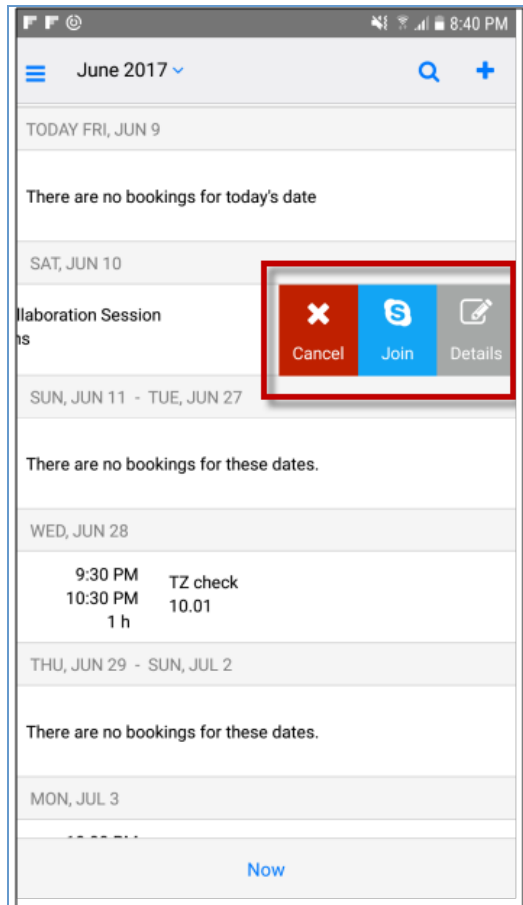 8:40 PM
June 2017
TODAY FRI, JUN 9
There are no bookings for today's date
SAT, JUN 10
llaboration Session
ns
Cancel
Join
Details
SUN, JUN 11 - TUE, JUN 27
There are no bookings for these dates.
WED, JUN 28
9:30 PM
TZ check
10:30 PM
10.01
1 h
THU, JUN 29 - SUN, JUL 2
There are no bookings for these dates.
MON, JUL 3
Now